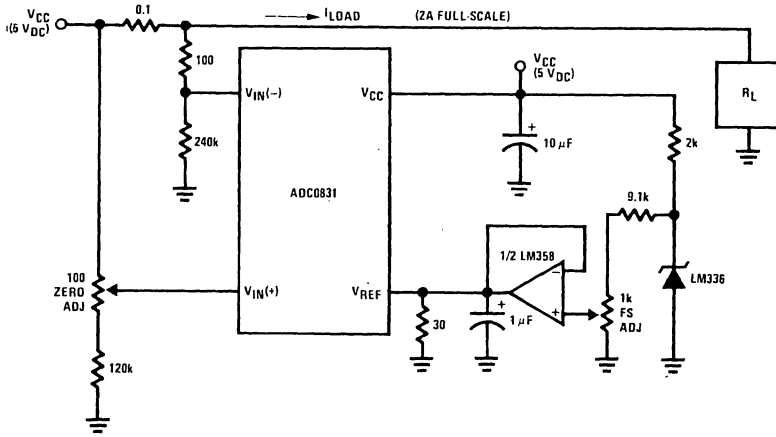 VCC
(5 VDC)
0.1
ILOAD
(2A FULL-SCALE)
100
VIN(−)
240k
ADC0831
VCC
VCC
(5 VDC)
10 µF
+
2k
RL
9.1k
1/2 LM358
LM336
100
ZERO
ADJ
VIN(+)
VREF
30
+
1 µF
−
+
1k
FS
ADJ
120k